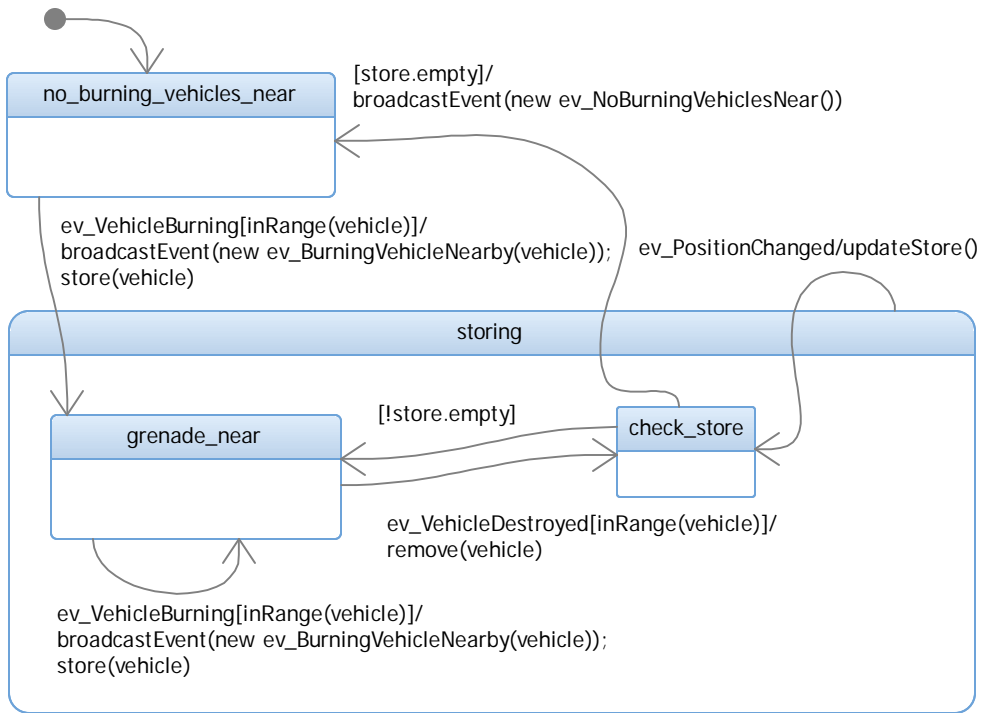 no_burning_vehicles_near
[store.empty]/
broadcastEvent(new ev_NoBurningVehiclesNear())
ev_VehicleBurning[inRange(vehicle)]/
broadcastEvent(new ev_BurningVehicleNearby(vehicle));
store(vehicle)
ev_PositionChanged/updateStore()
storing
grenade_near
[!store.empty]
check_store
ev_VehicleDestroyed[inRange(vehicle)]/
remove(vehicle)
ev_VehicleBurning[inRange(vehicle)]/
broadcastEvent(new ev_BurningVehicleNearby(vehicle));
store(vehicle)